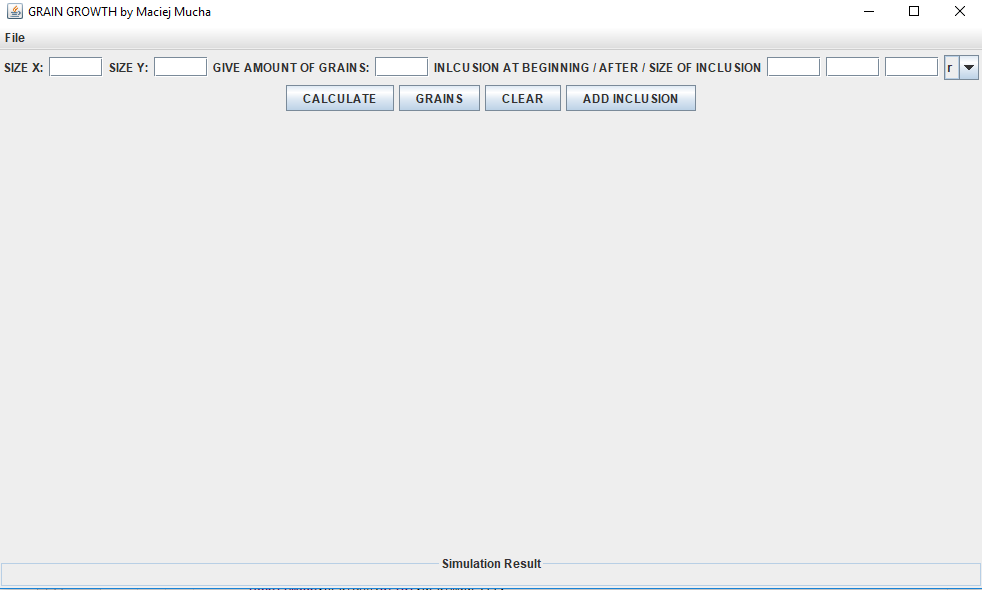 GRAIN GROWTH by Maciej Mucha
File
SIZE X: SIZE Y: GIVE AMOUNT OF GRAINS: INLCUSION AT BEGINNING / AFTER / SIZE OF INCLUSION r
CALCULATE GRAINS CLEAR ADD INCLUSION
Simulation Result